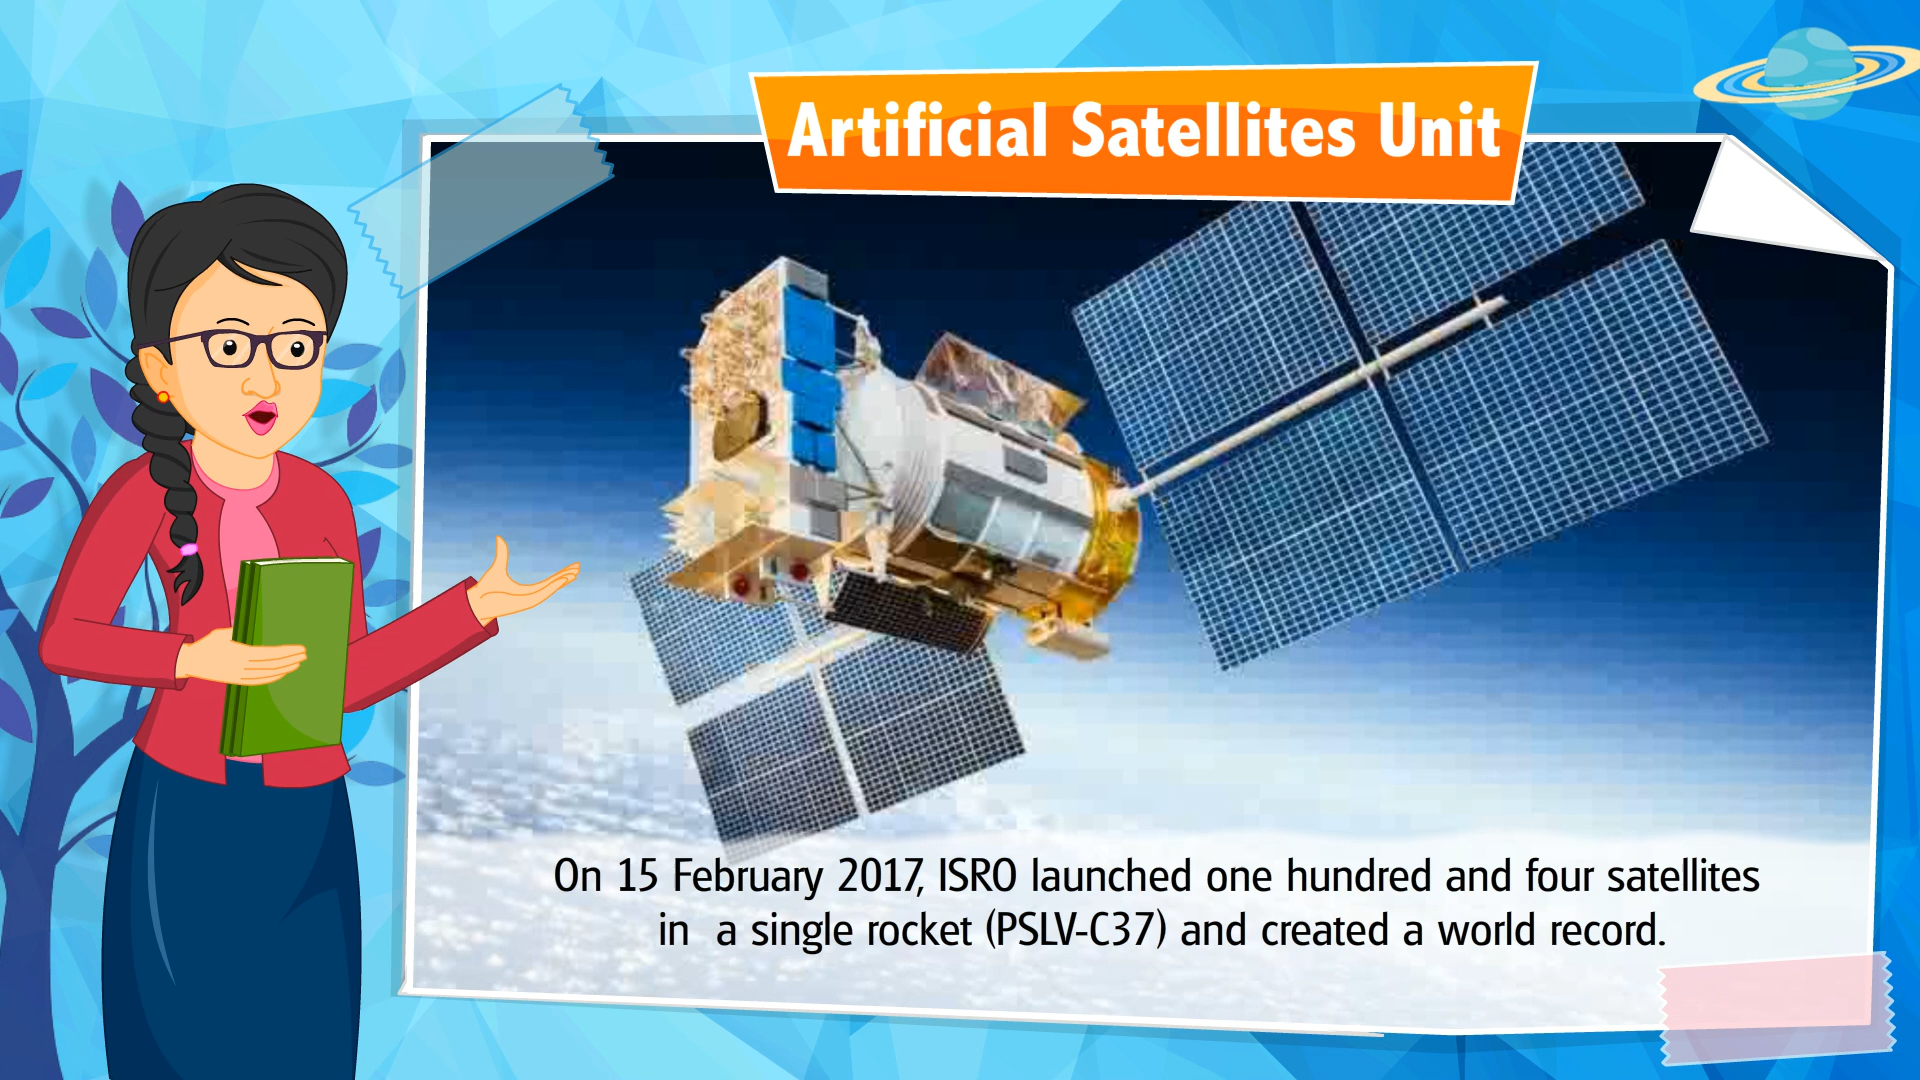 Artificial Satellites Unit
On 15 February 2017, ISRO launched one hundred and four satellites
in a single rocket (PSLV-C37) and created a world record.